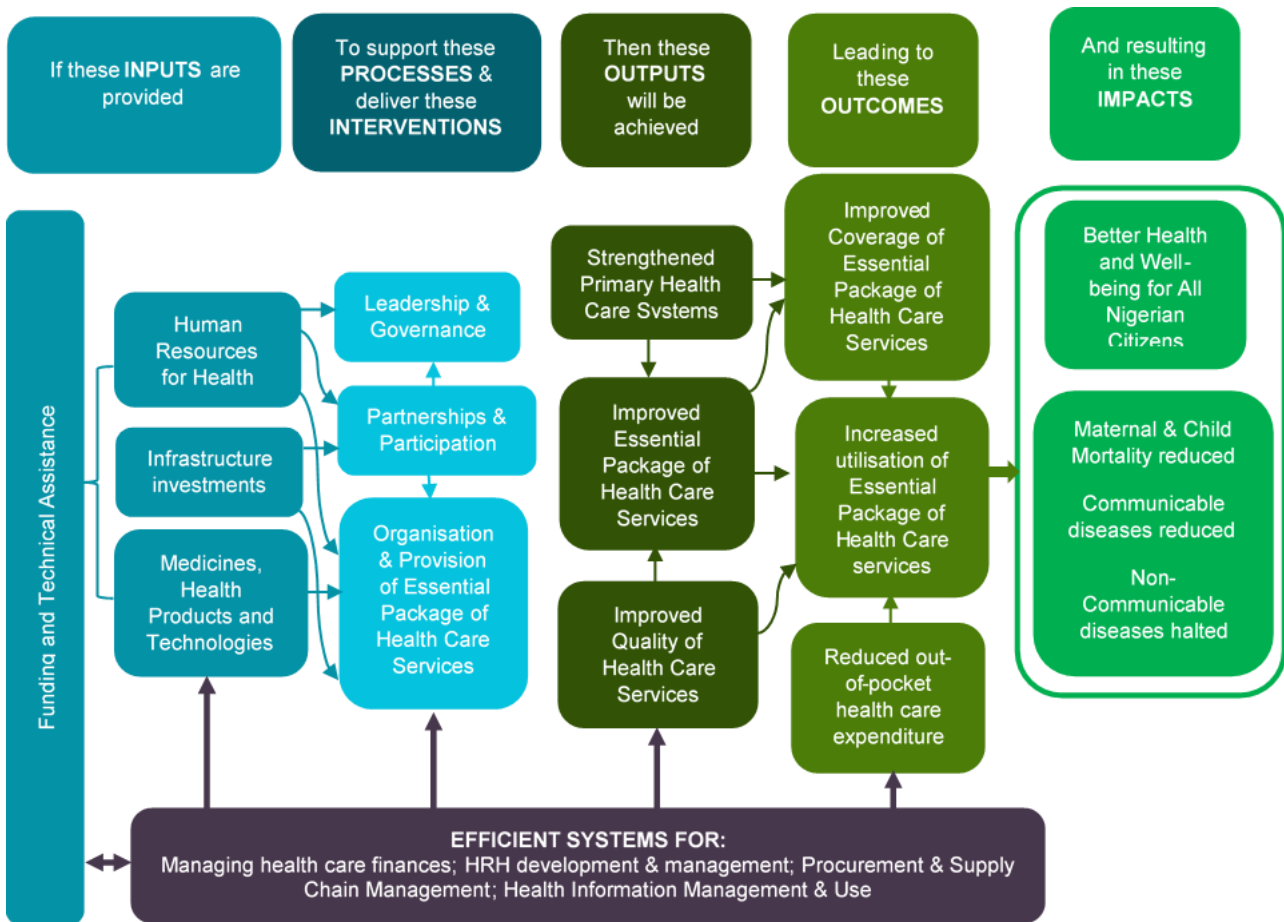 If these INPUTS are
provided
To support these
PROCESSES &
deliver these
INTERVENTIONS
Then these
OUTPUTS
will be
achieved
Leading to
these
OUTCOMES
And resulting
in these
IMPACTS
Funding and Technical Assistance
Human
Resources
for Health
Infrastructure
investments
Medicines,
Health
Products and
Technologies
Leadership &
Governance
Partnerships &
Participation
Organisation
& Provision
of Essential
Package of
Health Care
Services
Strengthened
Primary Health
Care Systems
Improved
Essential
Package of
Health Care
Services
Improved
Quality of
Health Care
Services
Improved
Coverage of
Essential
Package of
Health Care
Services
Increased
utilisation of
Essential
Package of
Health Care
services
Reduced out-
of-pocket
health care
expenditure
Better Health
and Well-
being for All
Nigerian
Citizens
Maternal & Child
Mortality reduced
Communicable
diseases reduced
Non-
Communicable
diseases halted
EFFICIENT SYSTEMS FOR:
Managing health care finances; HRH development & management; Procurement & Supply
Chain Management; Health Information Management & Use